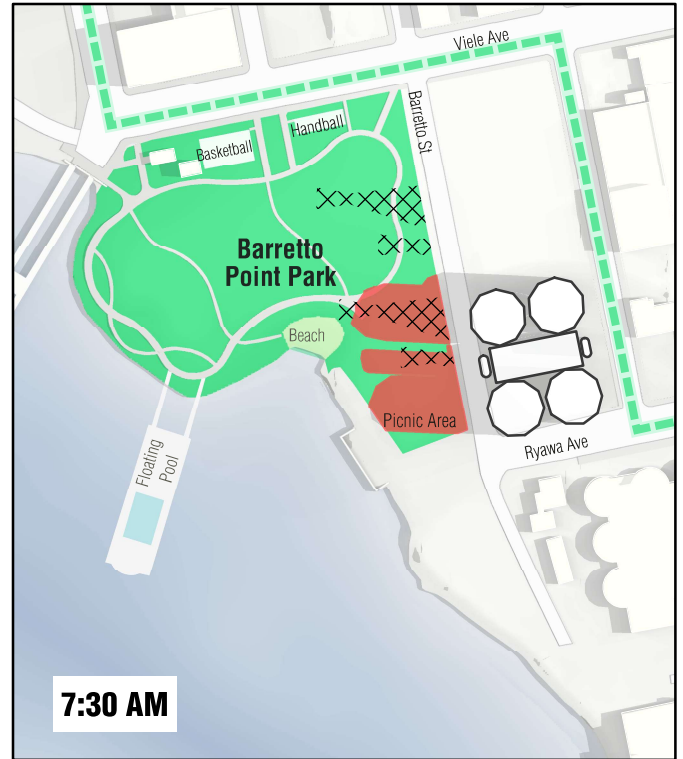 Viele Ave
Barretto St
Handball
Basketball
Barretto
Point Park
Beach
Picnic Area
Ryawa Ave
Floating
Pool
7:30 AM